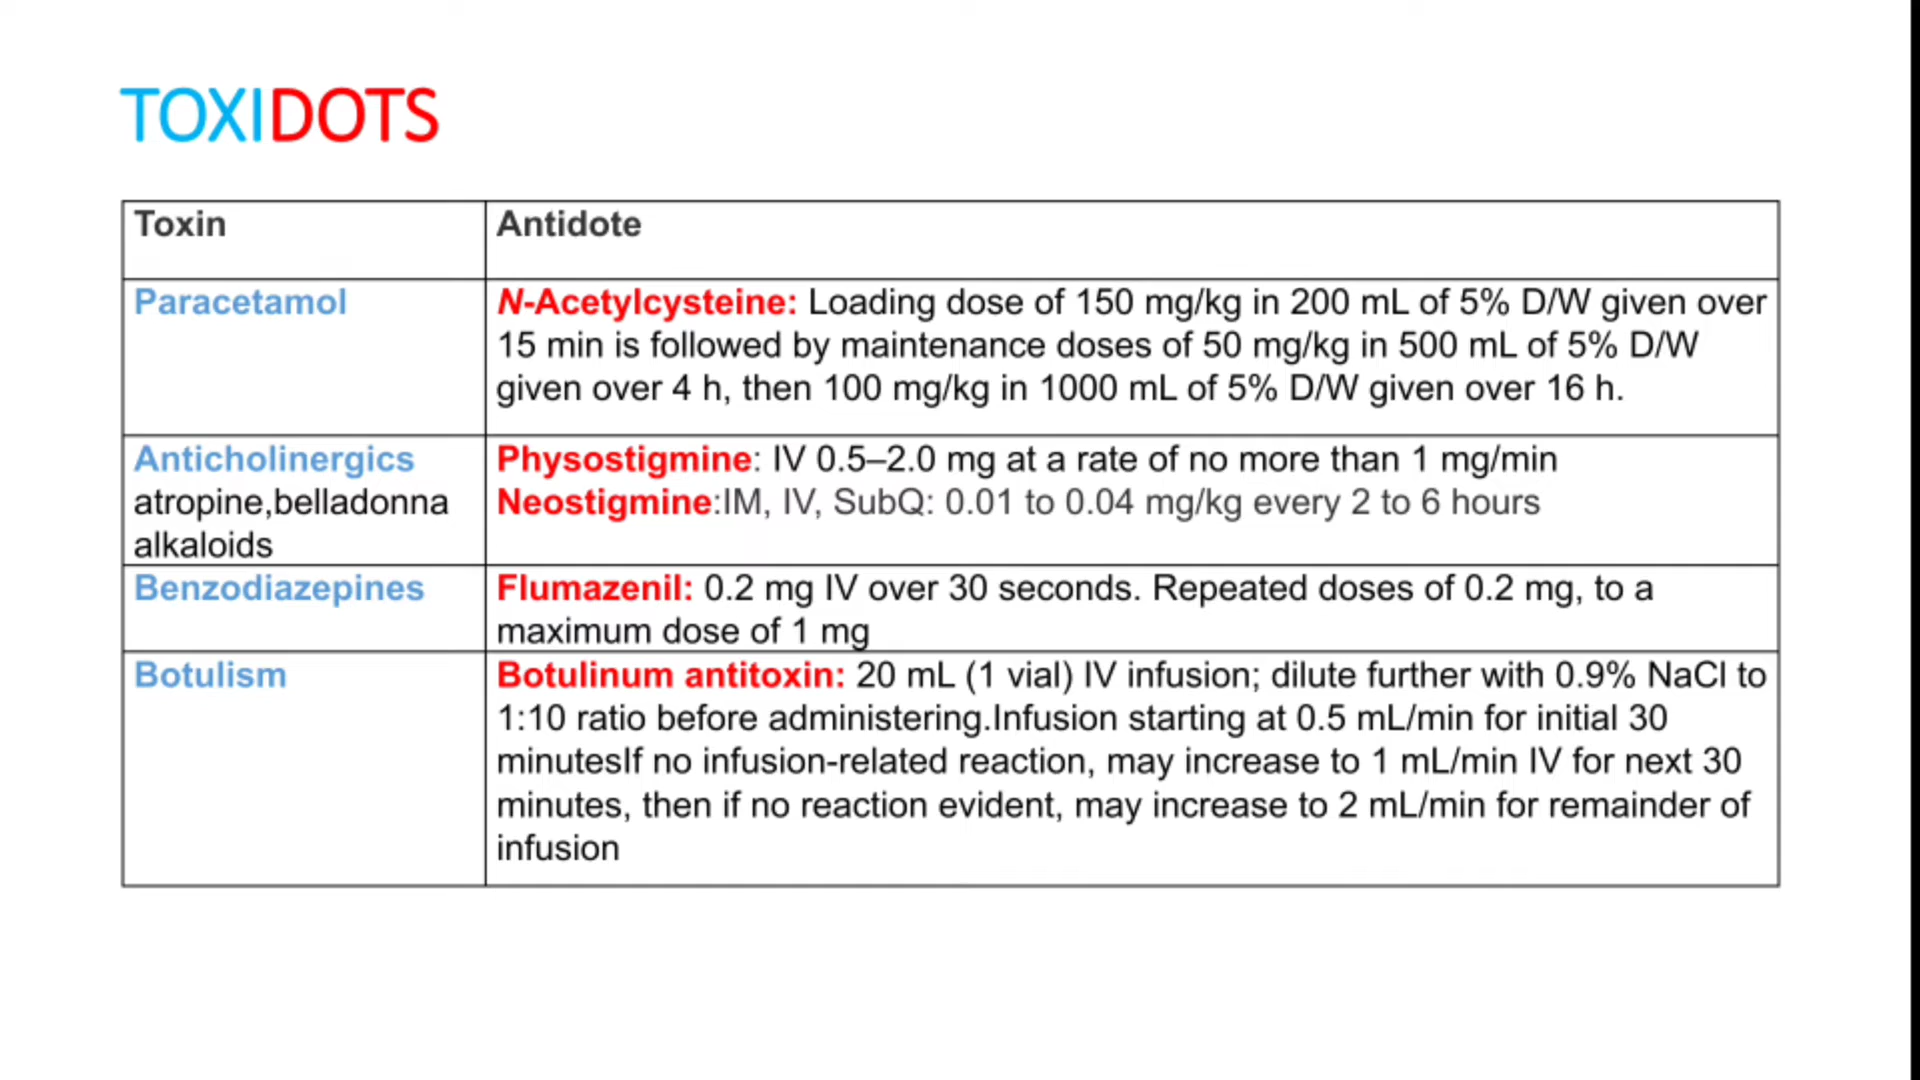 TOXIDOTS
Toxin
Antidote
Paracetamol
N-Acetylcysteine: Loading dose of 150 mg/kg in 200 mL of 5% D/W given over
15 min is followed by maintenance doses of 50 mg/kg in 500 mL of 5% D/W
given over 4 h, then 100 mg/kg in 1000 mL of 5% D/W given over 16 h.
Anticholinergics
atropine,belladonna
alkaloids
Physostigmine: IV 0.5–2.0 mg at a rate of no more than 1 mg/min
Neostigmine:IM, IV, SubQ: 0.01 to 0.04 mg/kg every 2 to 6 hours
Benzodiazepines
Flumazenil: 0.2 mg IV over 30 seconds. Repeated doses of 0.2 mg, to a
maximum dose of 1 mg
Botulism
Botulinum antitoxin: 20 mL (1 vial) IV infusion; dilute further with 0.9% NaCl to
1:10 ratio before administering.Infusion starting at 0.5 mL/min for initial 30
minutesIf no infusion-related reaction, may increase to 1 mL/min IV for next 30
minutes, then if no reaction evident, may increase to 2 mL/min for remainder of
infusion